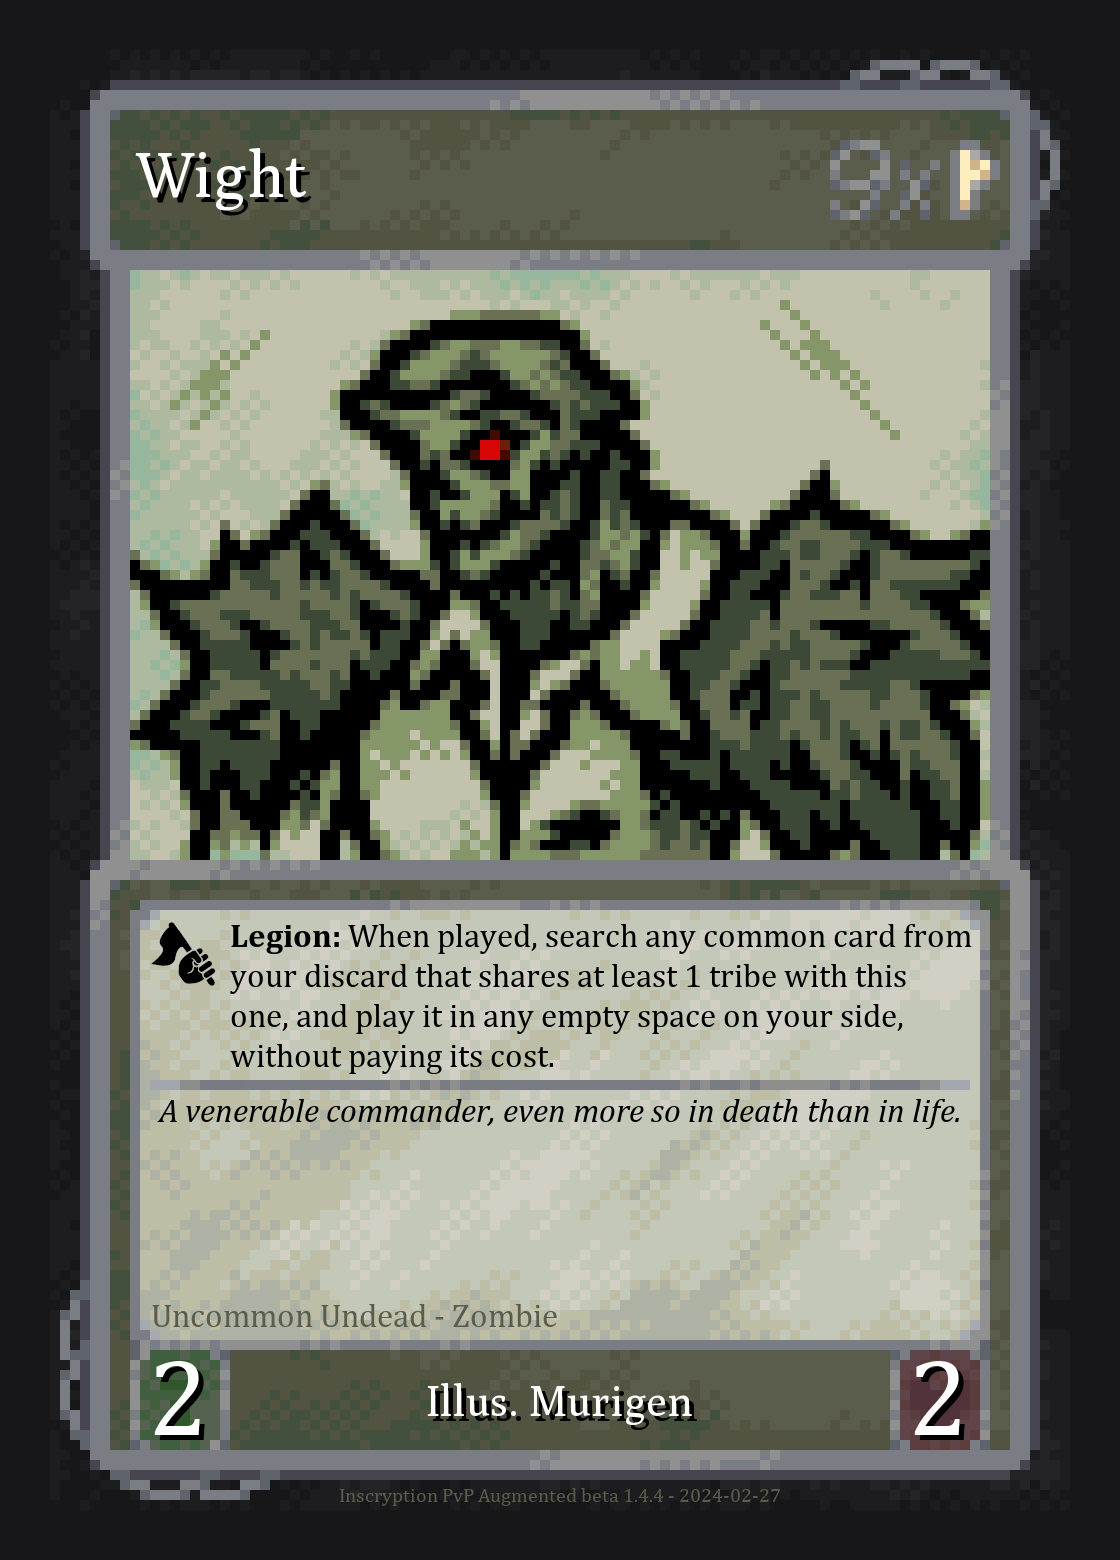 Wight
9x
Legion: When played, search any common card from
your discard that shares at least 1 tribe with this
one, and play it in any empty space on your side,
without paying its cost.
A venerable commander, even more so in death than in life.
Uncommon Undead - Zombie
2
Illus. Murigen
2
Inscryption PvP Augmented beta 1.4.4 - 2024-02-27